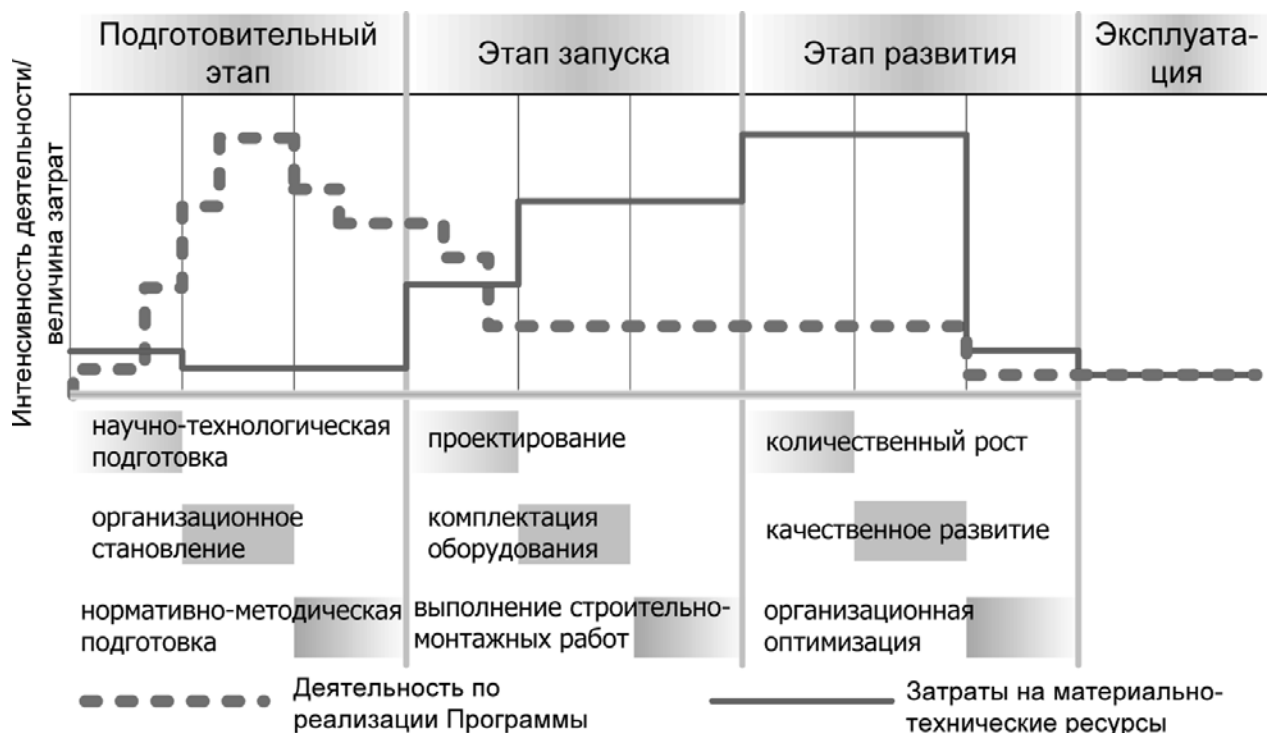 Подготовительный
этап
Этап запуска
Этап развития
Эксплуата-
ция
Интенсивность деятельности/
величина затрат
научно-технологическая
подготовка
проектирование
количественный рост
организационное
становление
комплектация
оборудования
качественное развитие
нормативно-методическая
подготовка
выполнение строительно-
монтажных работ
организационная
оптимизация
Деятельность по
реализации Программы
Затраты на материально-
технические ресурсы